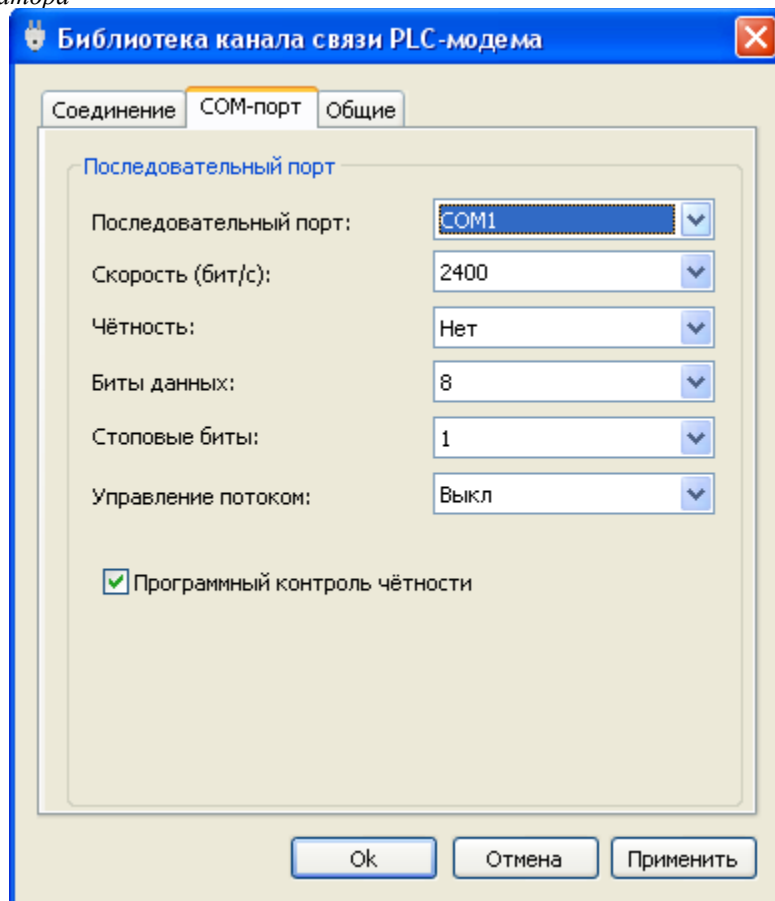 Библиотека канала связи PLC-модема
Соединение COM-порт Общие
Последовательный порт
Последовательный порт: COM1
Скорость (бит/с): 2400
Чётность: Нет
Биты данных: 8
Стоповые биты: 1
Управление потоком: Выкл
Программный контроль чётности
Ok Отмена Применить